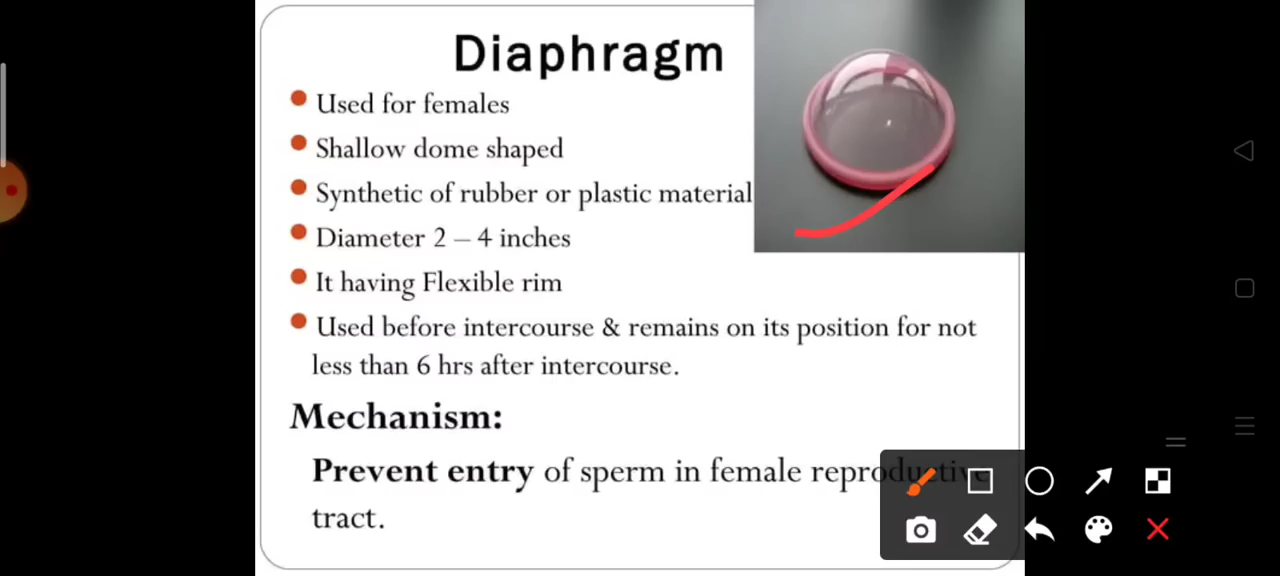 Diaphragm
Used for females
Shallow dome shaped
Synthetic of rubber or plastic material
Diameter 2 – 4 inches
It having Flexible rim
Used before intercourse & remains on its position for not
less than 6 hrs after intercourse.
Mechanism:
Prevent entry of sperm in female reproductive
tract.